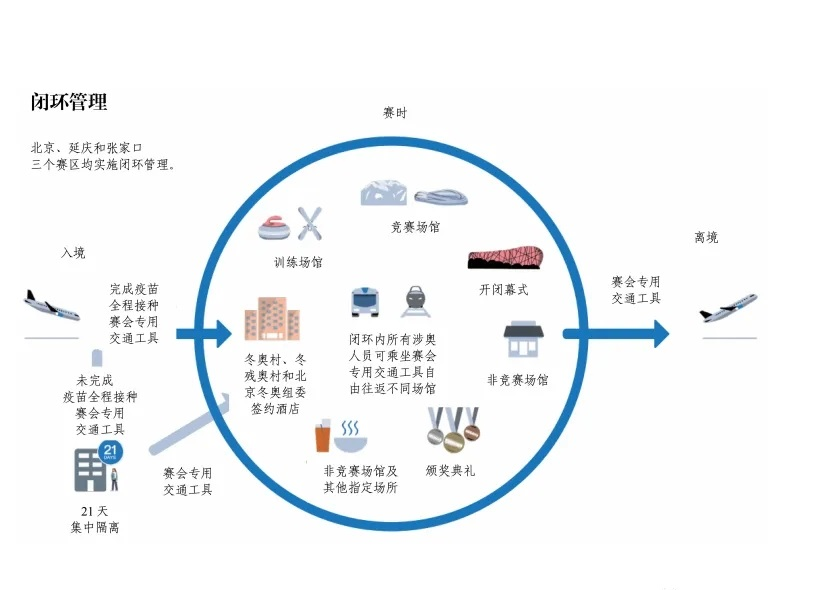 闭环管理
北京、延庆和张家口
三个赛区均实施闭环管理。
赛时
入境
完成疫苗
全程接种
赛会专用
交通工具
未完成
疫苗全程接种
赛会专用
交通工具
21
DAYS
21 天
集中隔离
赛会专用
交通工具
训练场馆
竞赛场馆
开闭幕式
冬奥村、冬
残奥村和北
京冬奥组委
签约酒店
闭环内所有涉奥
人员可乘坐赛会
专用交通工具自
由往返不同场馆
非竞赛场馆
非竞赛场馆及
其他指定场所
颁奖典礼
赛会专用
交通工具
离境